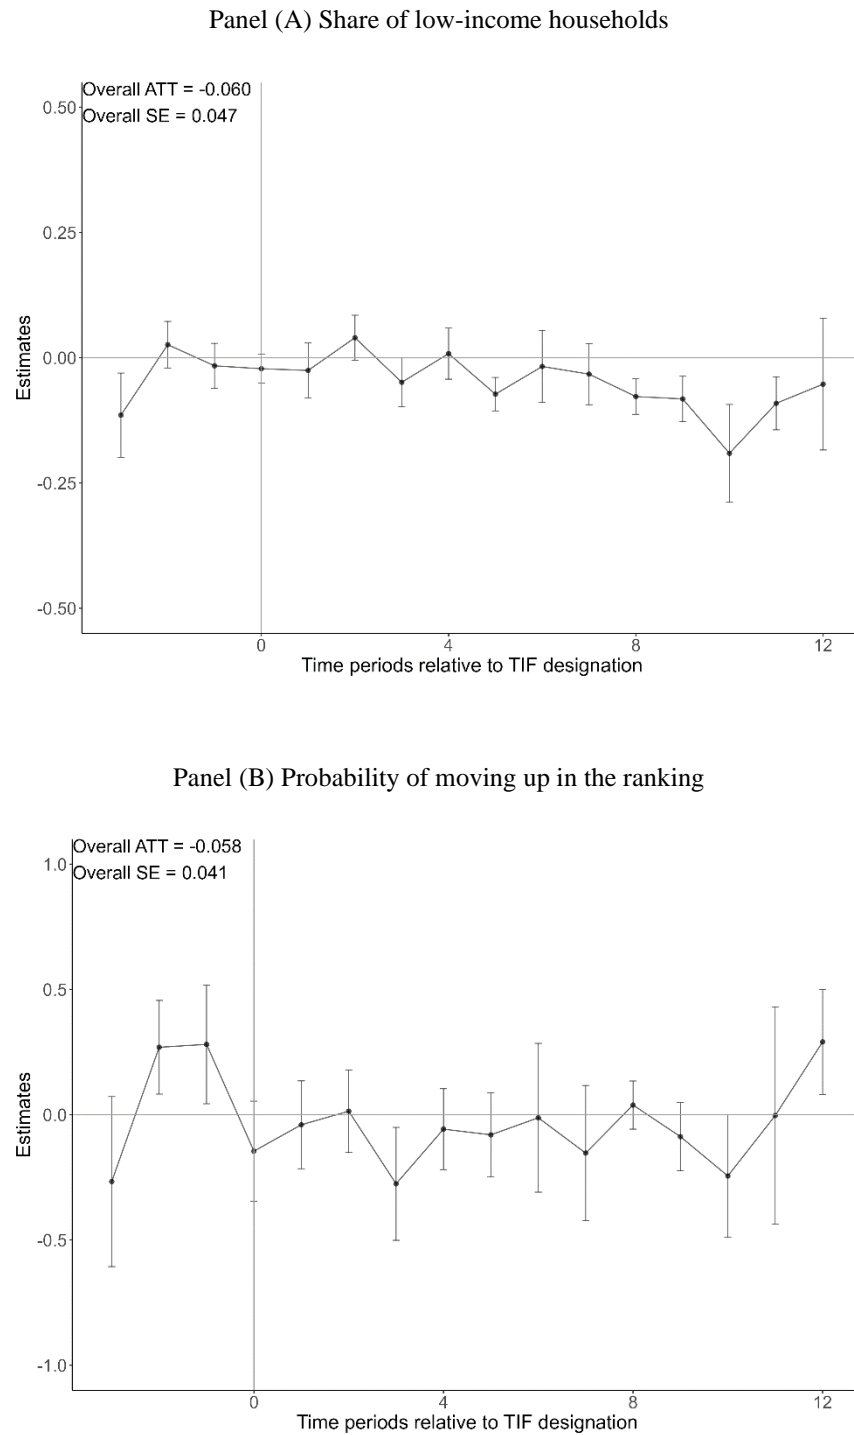 Panel (A) Share of low-income households
Overall ATT = -0.060
Overall SE = 0.047
0.50
0.25
0.00
-0.25
-0.50
Estimates
0 4 8 12
Time periods relative to TIF designation
Panel (B) Probability of moving up in the ranking
Overall ATT = -0.058
Overall SE = 0.041
1.0
0.5
0.0
-0.5
-1.0
Estimates
0 4 8 12
Time periods relative to TIF designation